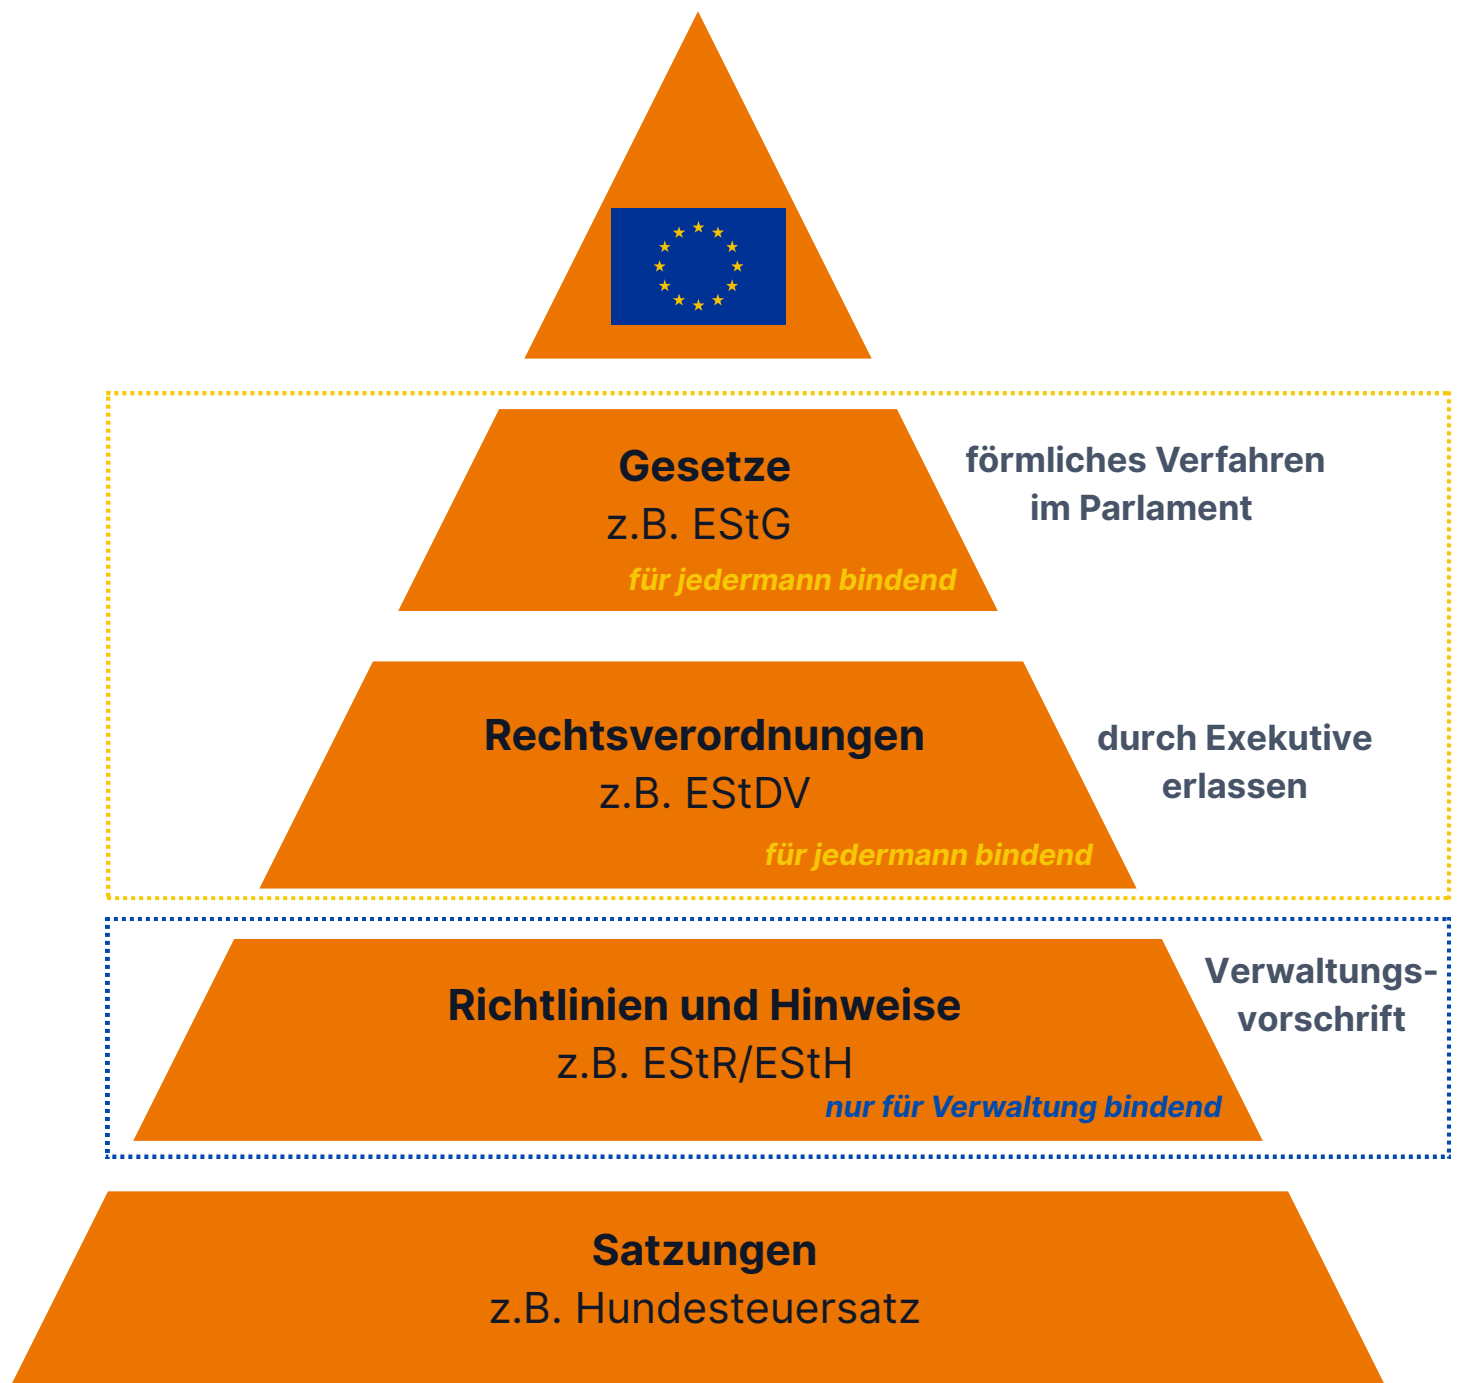 Gesetze
z.B. EStG
für jedermann bindend
förmliches Verfahren
im Parlament
Rechtsverordnungen
z.B. EStDV
für jedermann bindend
durch Exekutive
erlassen
Richtlinien und Hinweise
z.B. EStR/EStH
nur für Verwaltung bindend
Verwaltungs-
vorschrift
Satzungen
z.B. Hundesteuersatz